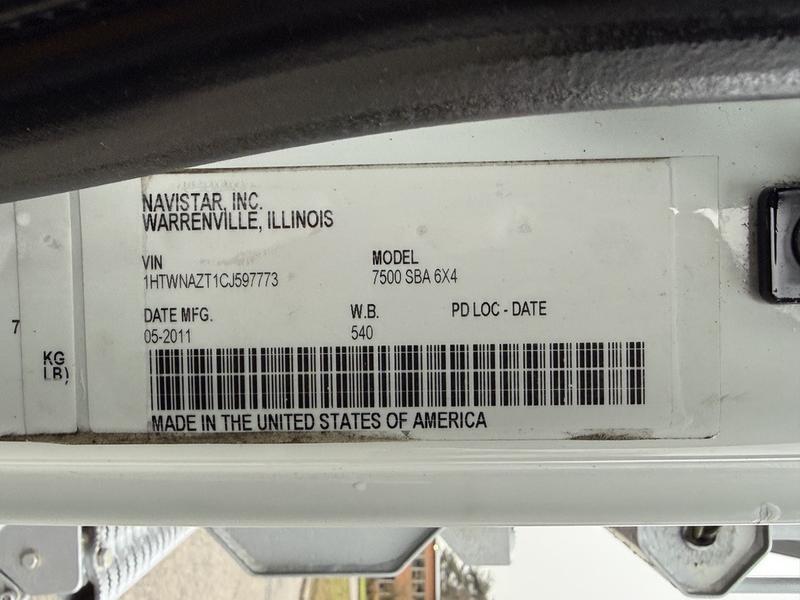 NAVISTAR, INC.
WARRENVILLE, ILLINOIS
VIN MODEL
1HTWNAZT1CJ597773 7500 SBA 6X4
DATE MFG. W.B. PD LOC - DATE
05-2011 540
MADE IN THE UNITED STATES OF AMERICA
7
KG
LB)